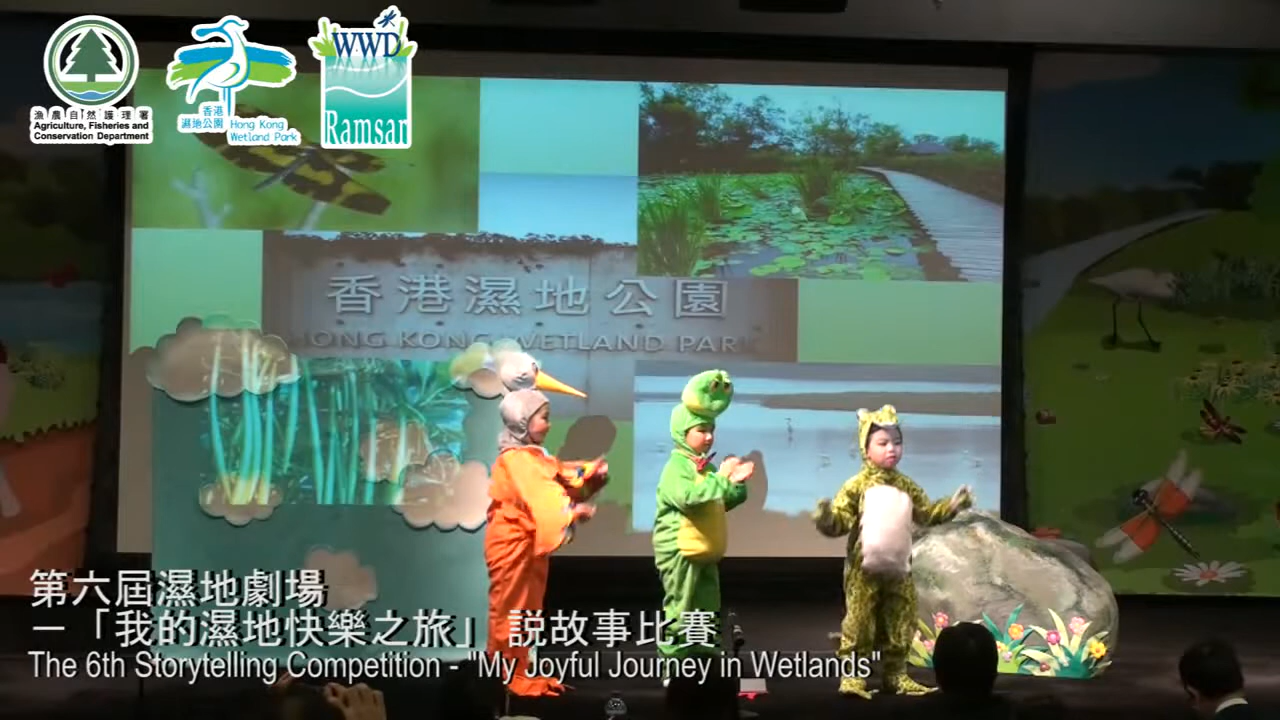 漁農自然護理署
Agriculture, Fisheries and
Conservation Department
香港
濕地公園
Hong Kong
Wetland Park
WWD
Ramsar
香港濕地公園
HONG KONG WETLAND PARK
第六屆濕地劇場
－「我的濕地快樂之旅」說故事比賽
The 6th Storytelling Competition - "My Joyful Journey in Wetlands"